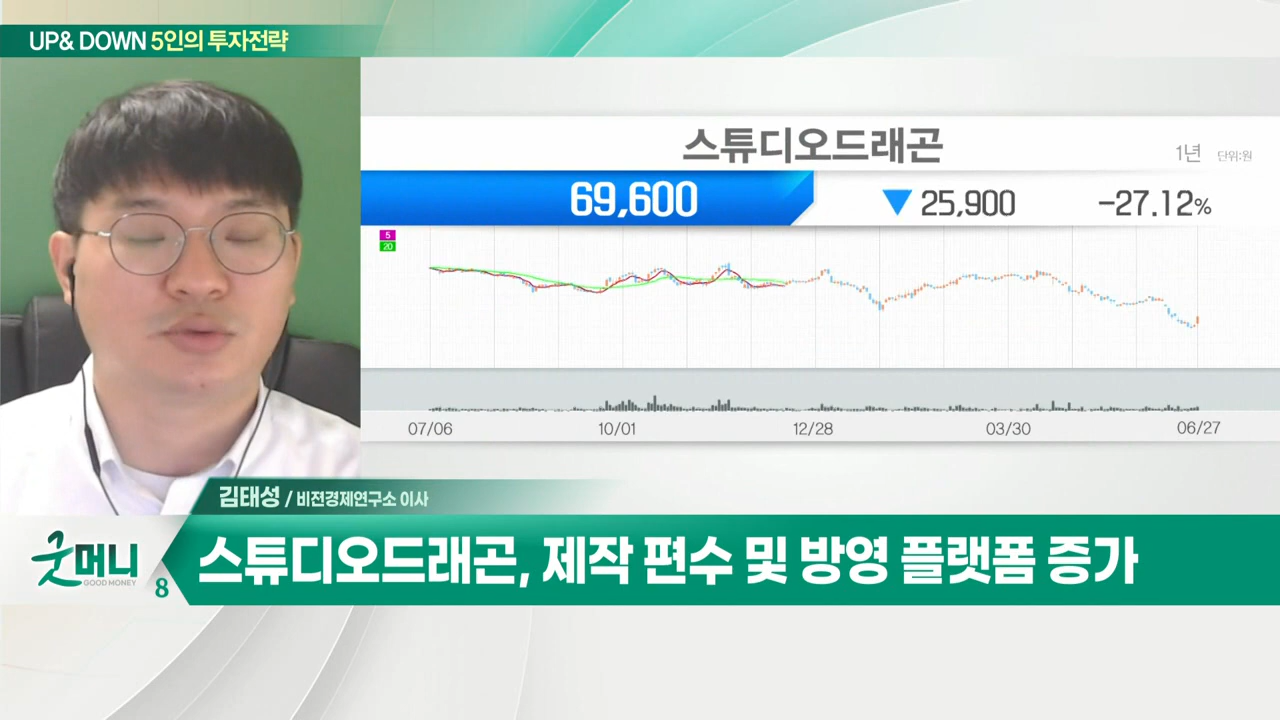 UP& DOWN 5인의 투자전략
스튜디오드래곤
1년 단위:원
69,600 ▼ 25,900 -27.12%
5
20
07/06 10/01 12/28 03/30 06/27
김태성 / 비젼경제연구소 이사
굿머니
GOOD MONEY
8
스튜디오드래곤, 제작 편수 및 방영 플랫폼 증가